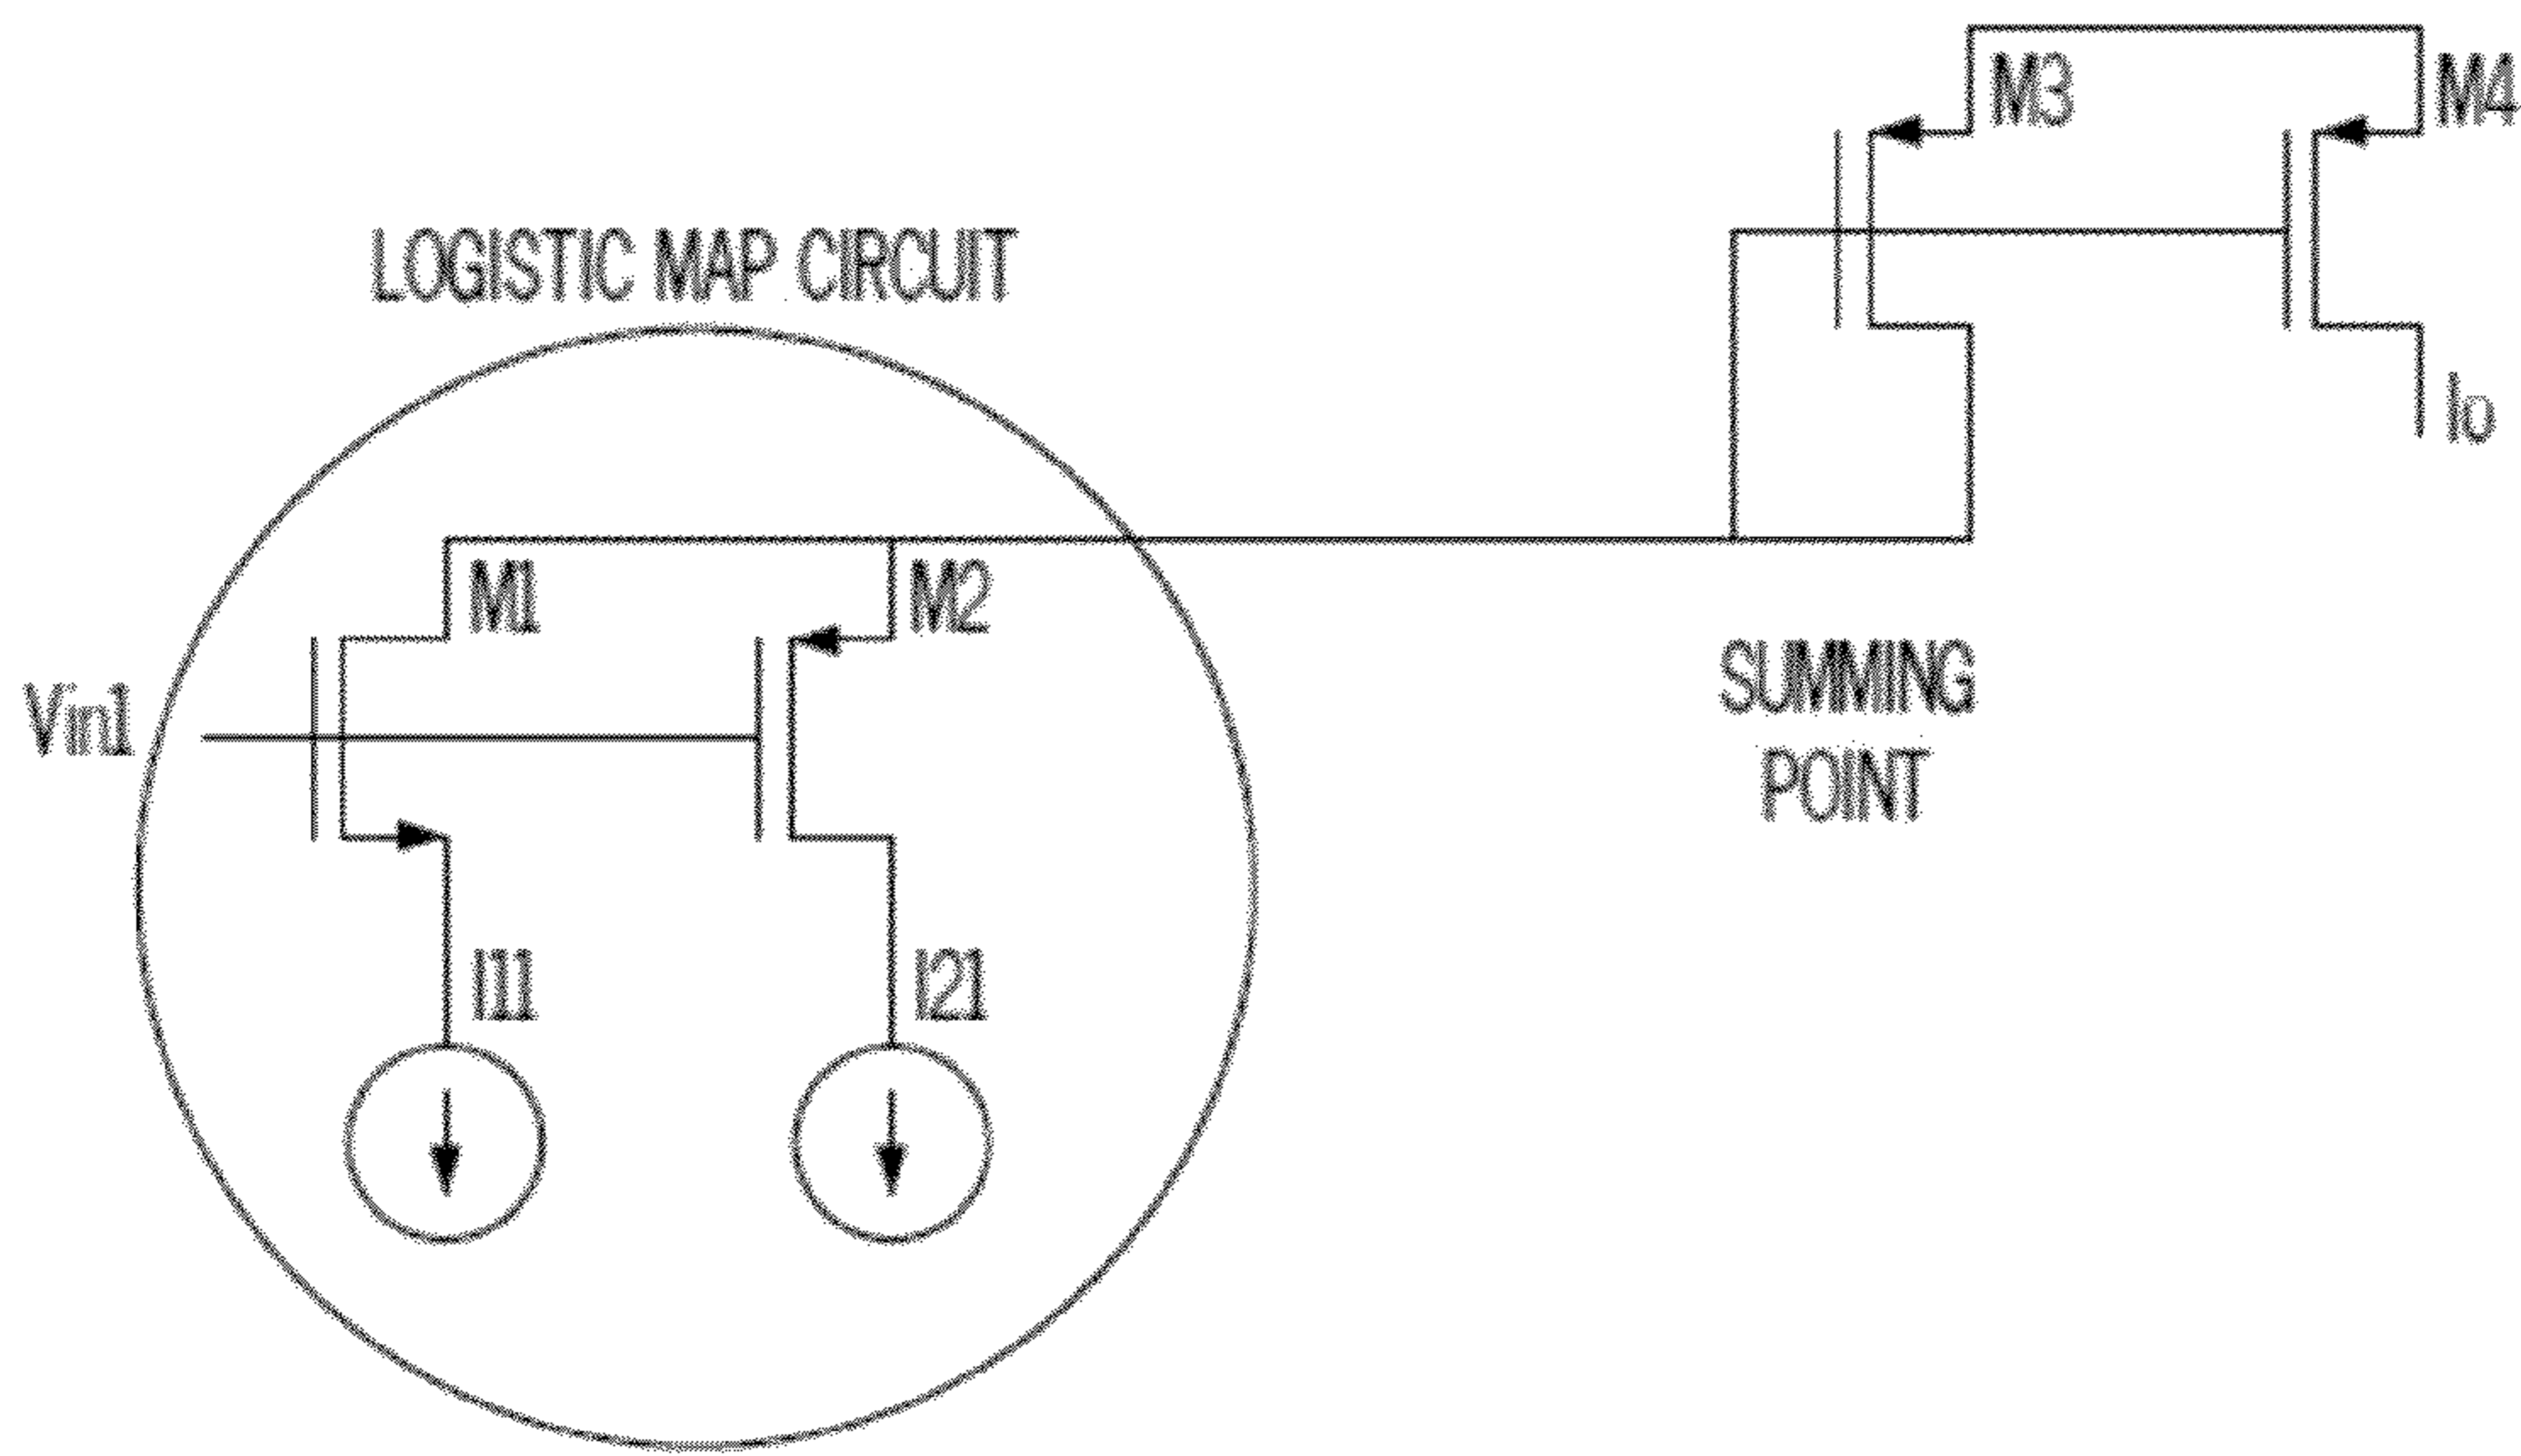 M3
M4
LOGISTIC MAP CIRCUIT
Io
M1
M2
Vin1
SUMMING
POINT
I11
I21